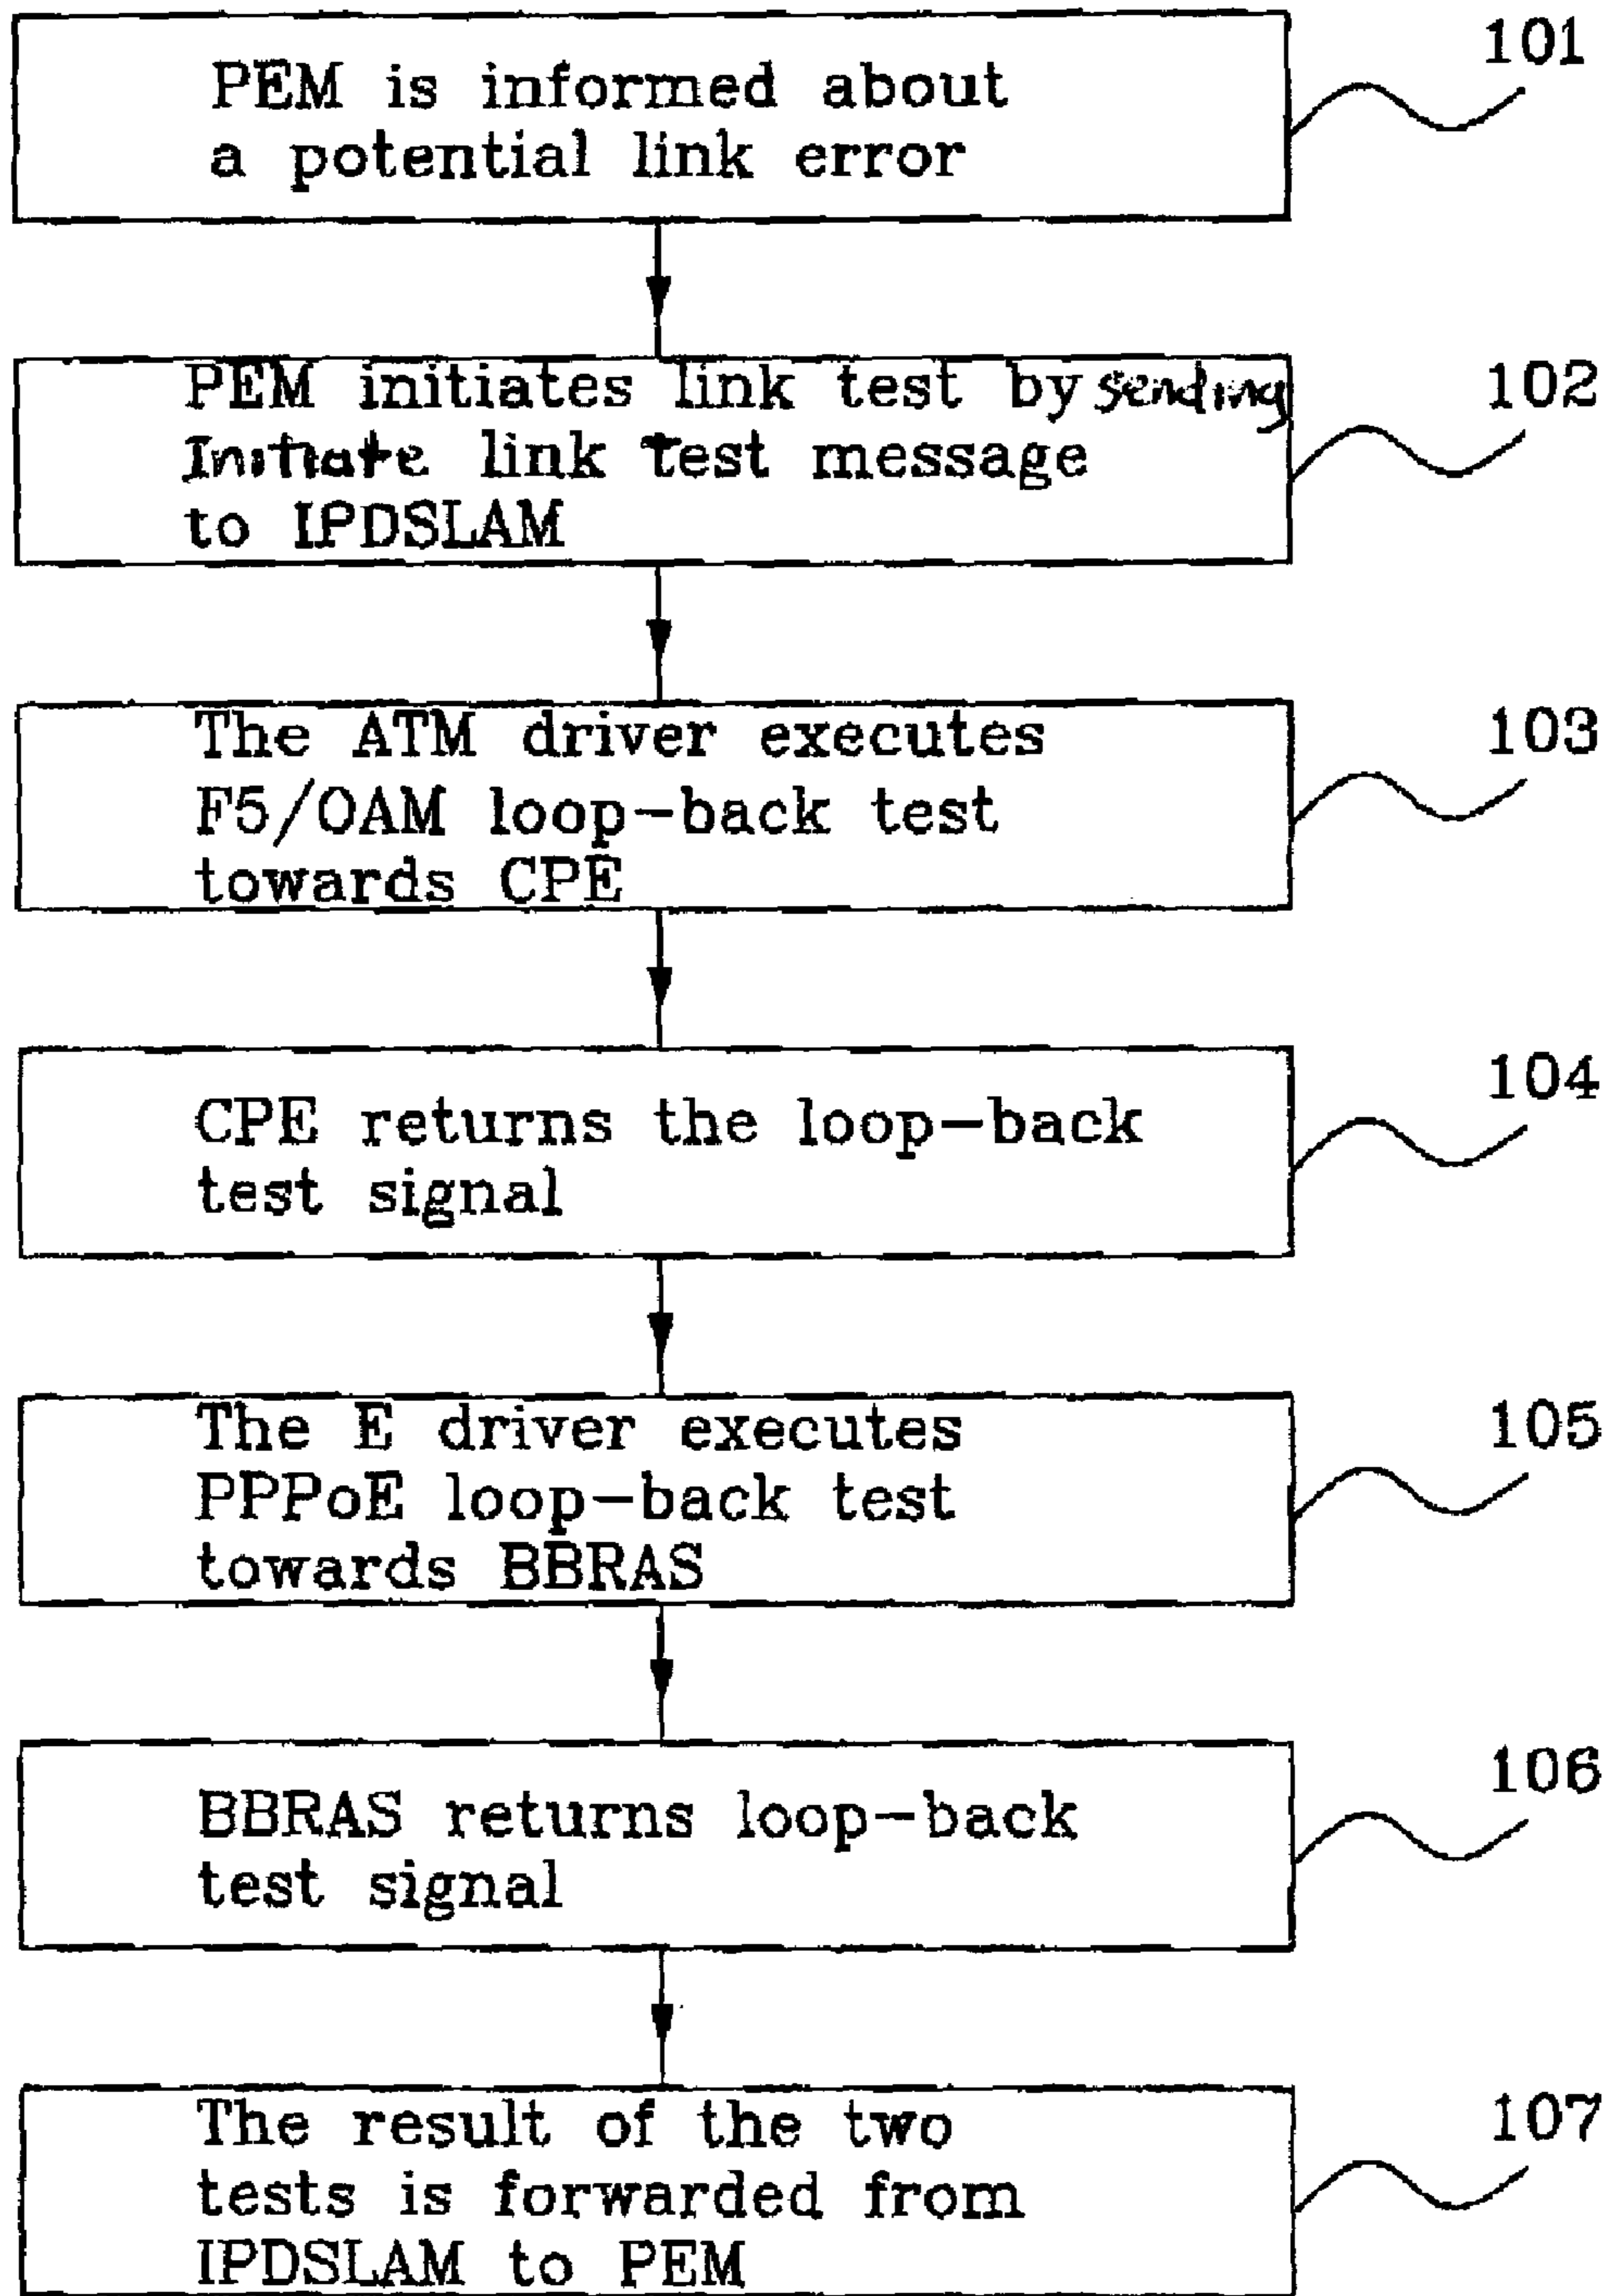 PEM is informed about
a potential link error
101
PEM initiates link test by sending
Initiate link test message
to IPDSLAM
102
The ATM driver executes
F5/OAM loop-back test
towards CPE
103
CPE returns the loop-back
test signal
104
The E driver executes
PPPoE loop-back test
towards BBRAS
105
BBRAS returns loop-back
test signal
106
The result of the two
tests is forwarded from
IPDSLAM to PEM
107